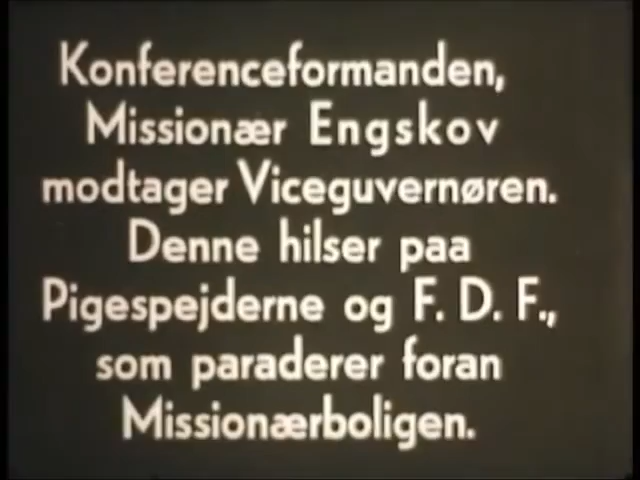 Konferenceformanden,
Missionær Engskov
modtager Viceguvernøren.
Denne hilser paa
Pigespejderne og F. D. F.,
som paraderer foran
Missionærboligen.